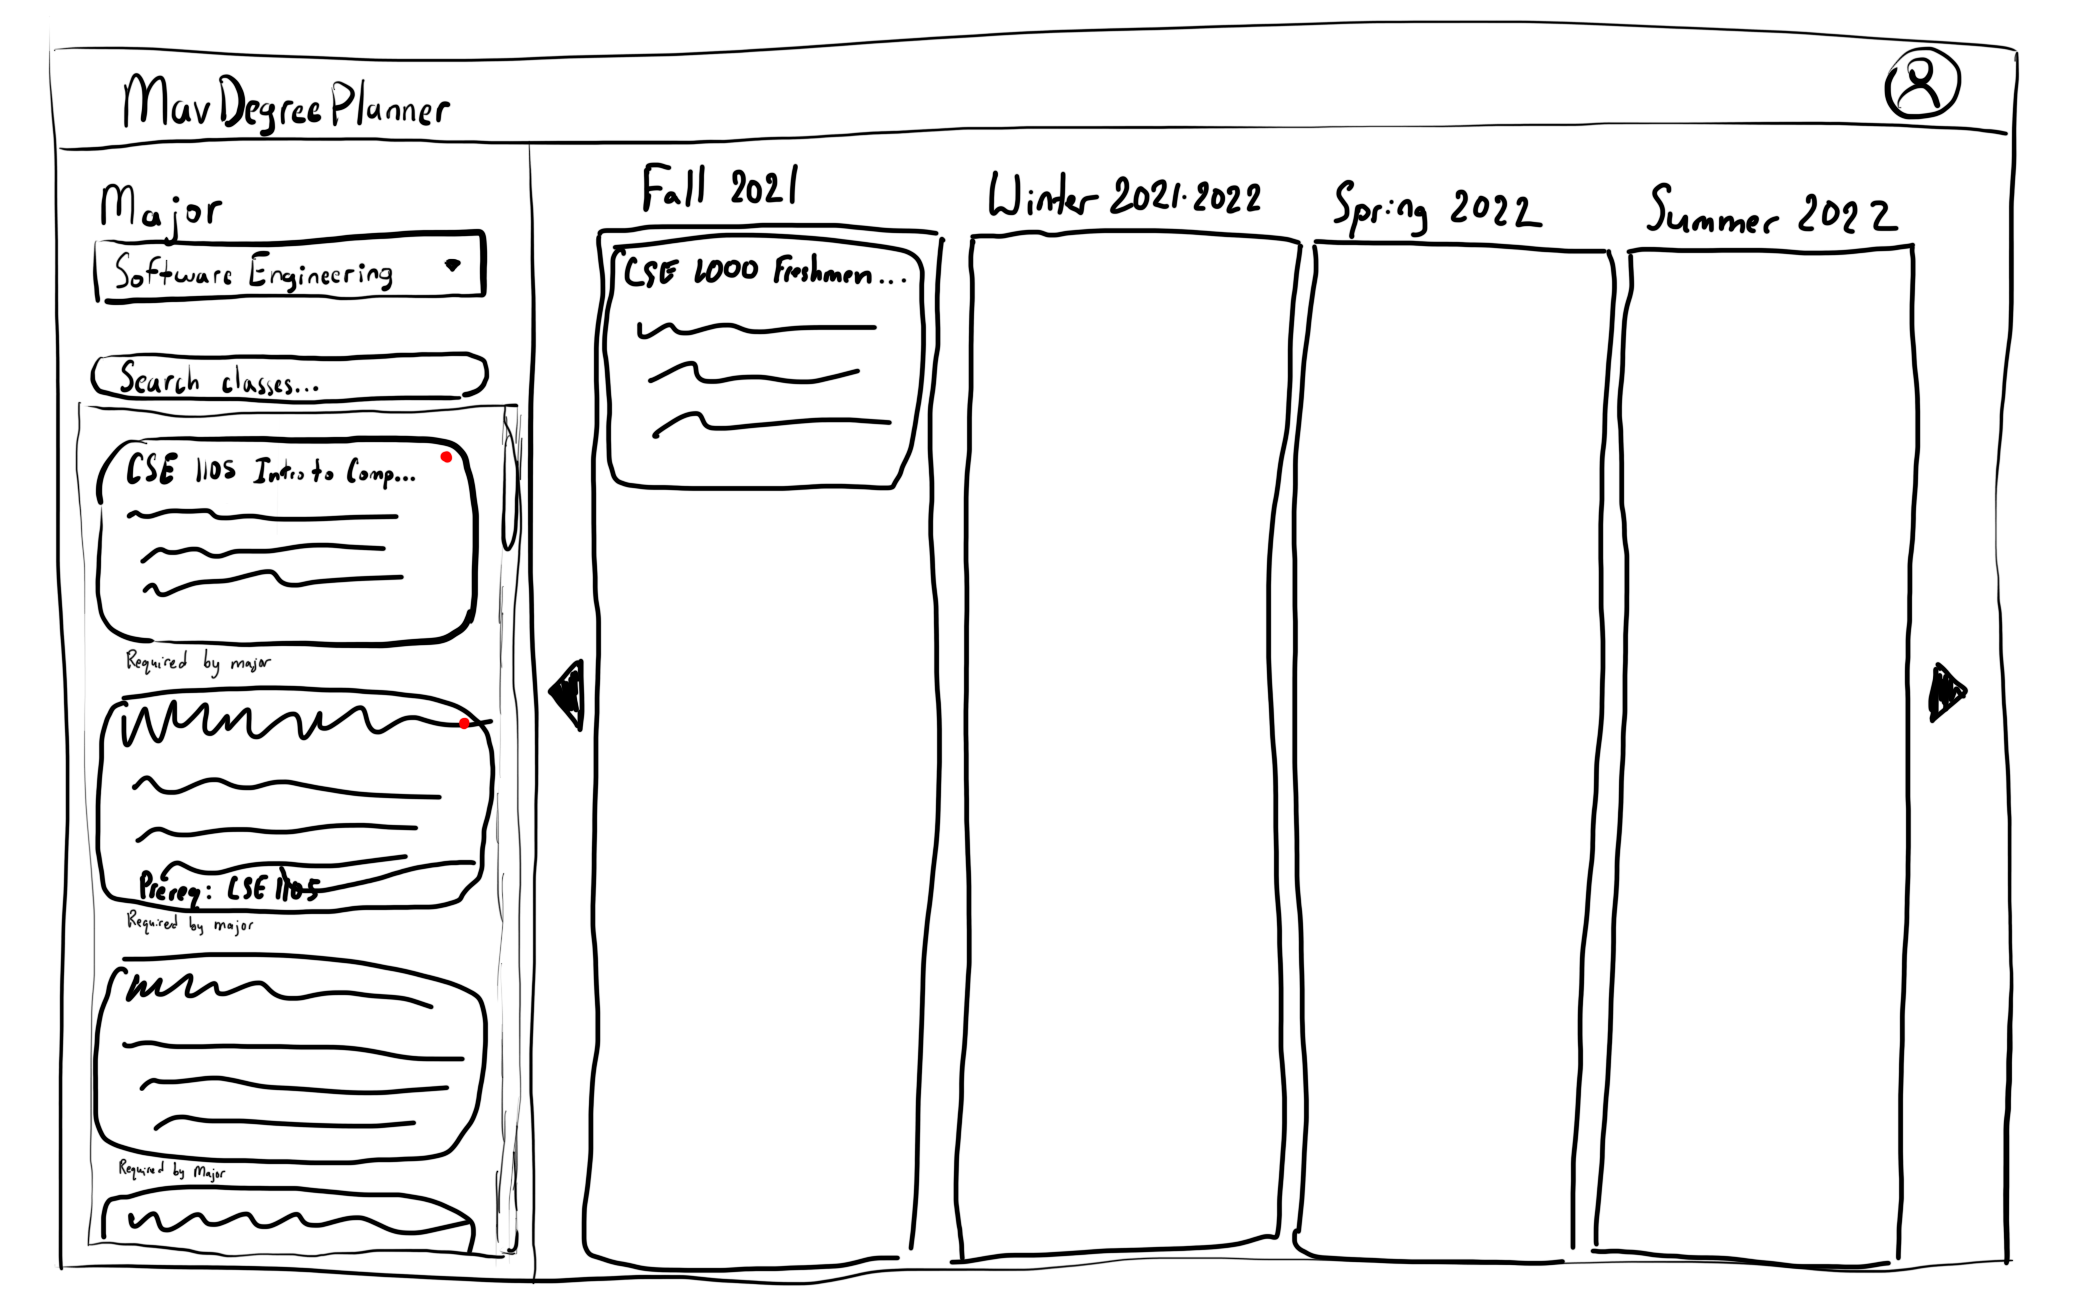 MavDegreePlanner
Major
Software Engineering
Search classes...
CSE 1105 Intro to Comp...
Required by major
Prereq: CSE 1105
Required by major
Required by Major
Fall 2021
CSE 1000 Freshmen...
Winter 2021-2022
Spring 2022
Summer 2022